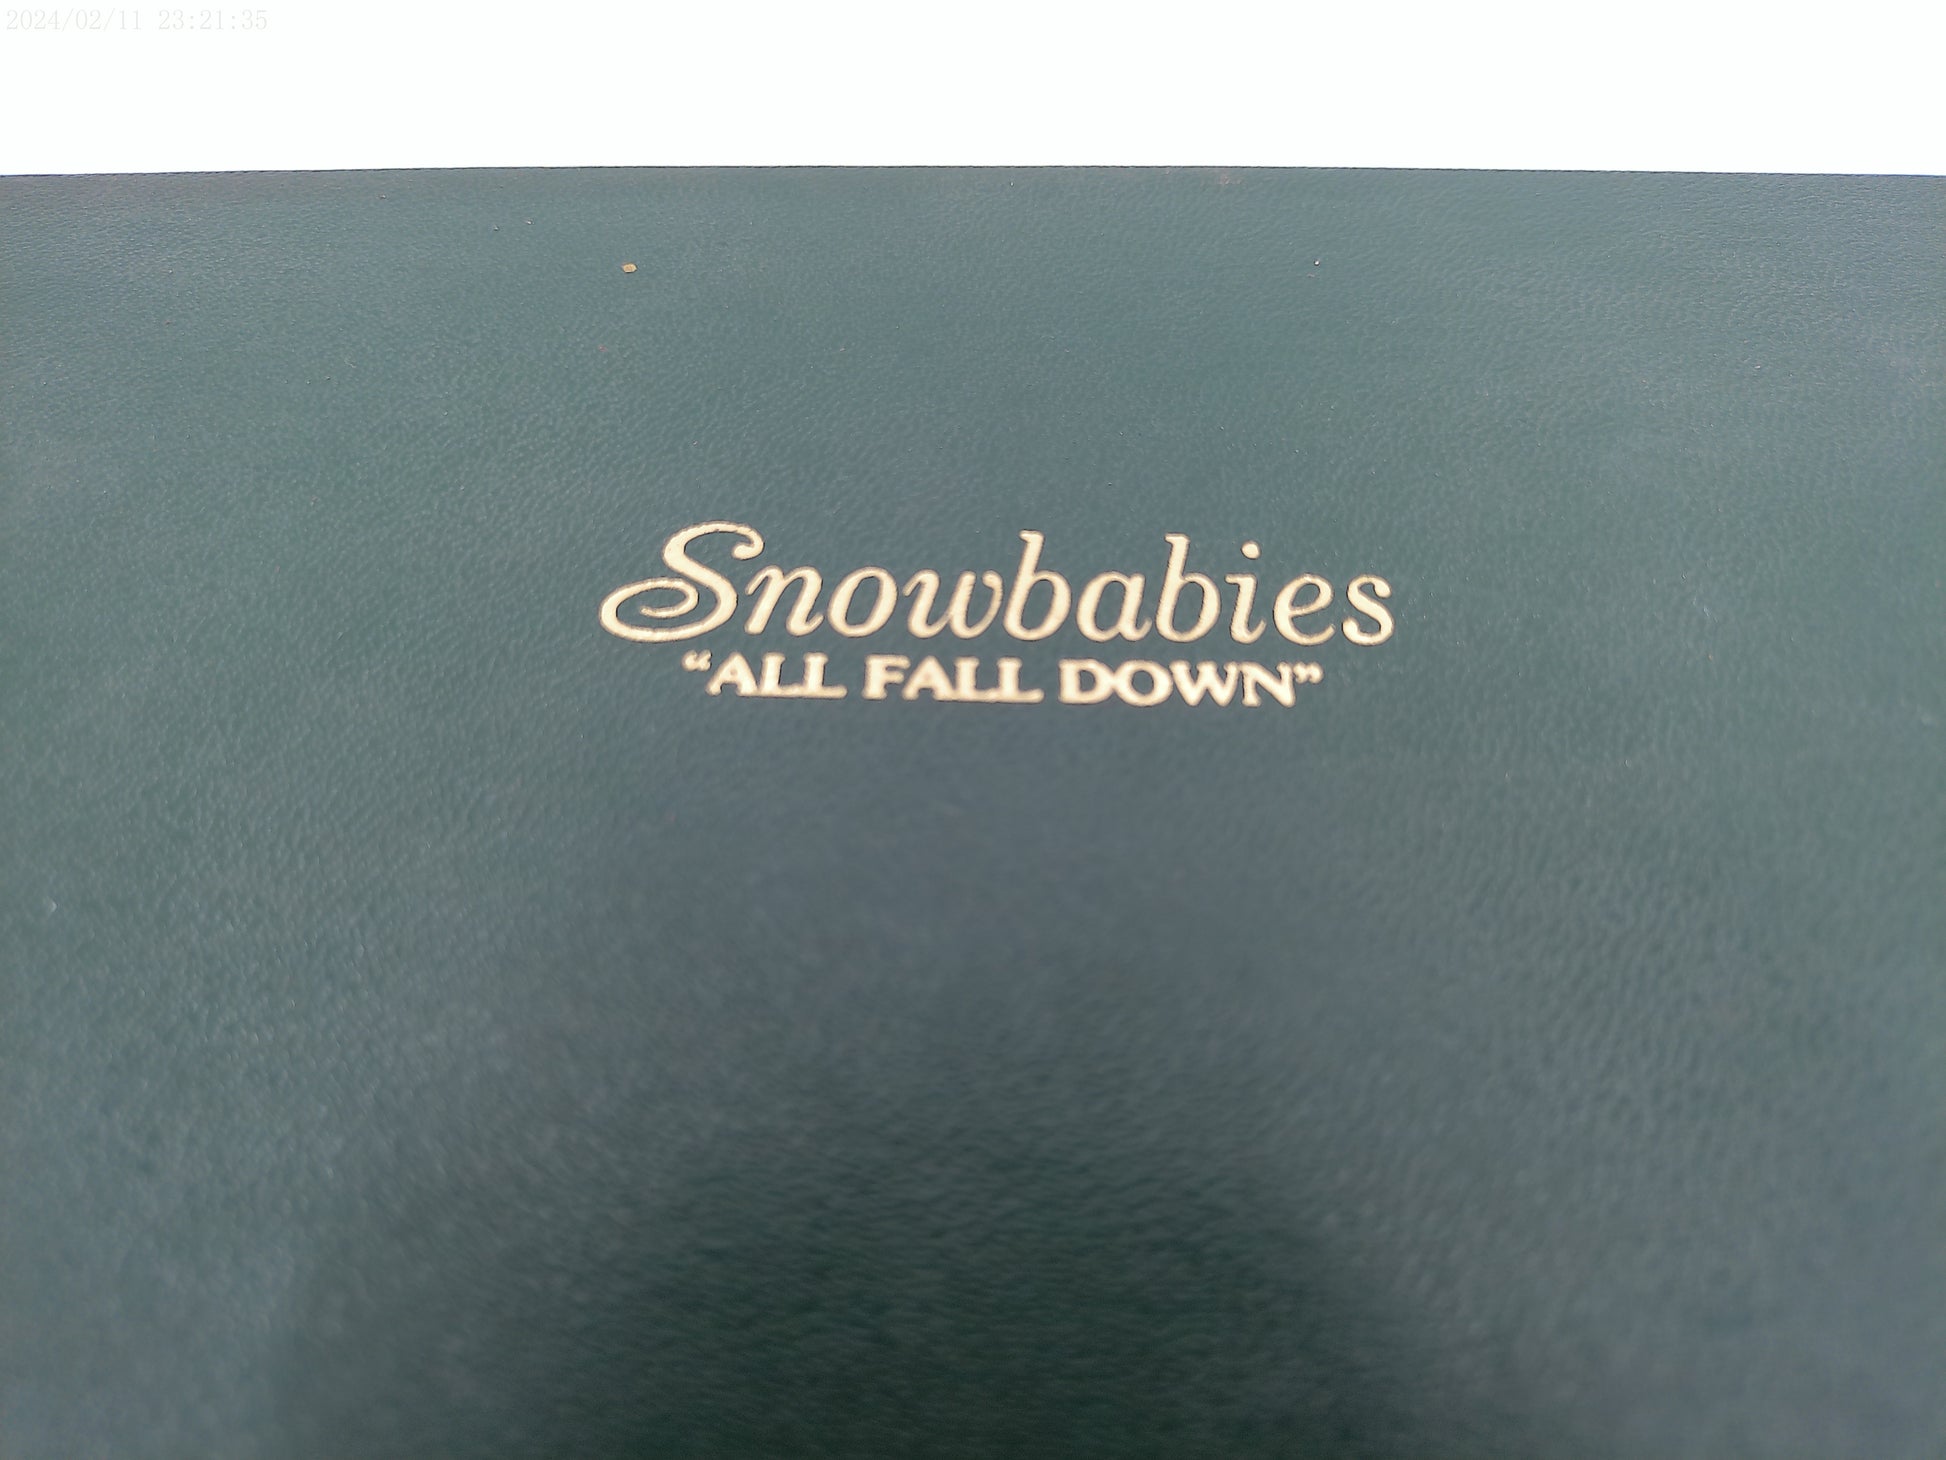 2024/02/11 23:21:35
Snowbabies
“ALL FALL DOWN”